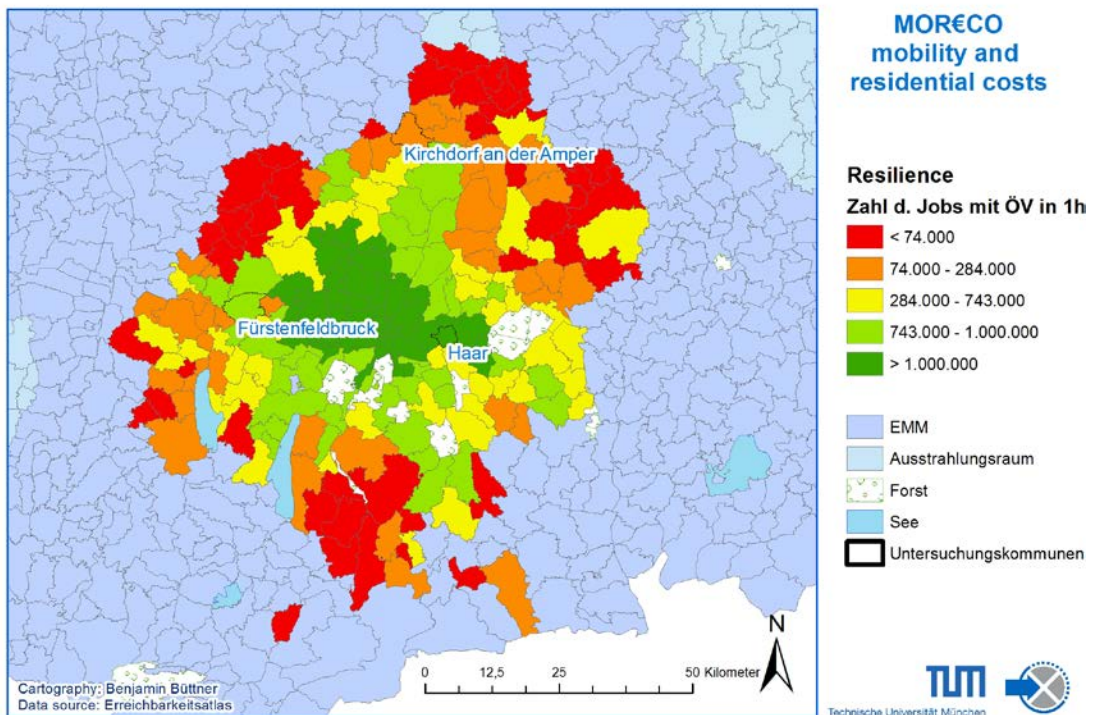 MOR€CO
mobility and
residential costs
Kirchdorf an der Amper
Fürstenfeldbruck
Haar
Resilience
Zahl d. Jobs mit ÖV in 1h
< 74.000
74.000 - 284.000
284.000 - 743.000
743.000 - 1.000.000
> 1.000.000
EMM
Ausstrahlungsraum
Forst
See
Untersuchungskommunen
N
0 12,5 25 50 Kilometer
Cartography: Benjamin Büttner
Data source: Erreichbarkeitsatlas
TUM
Technische Universität München